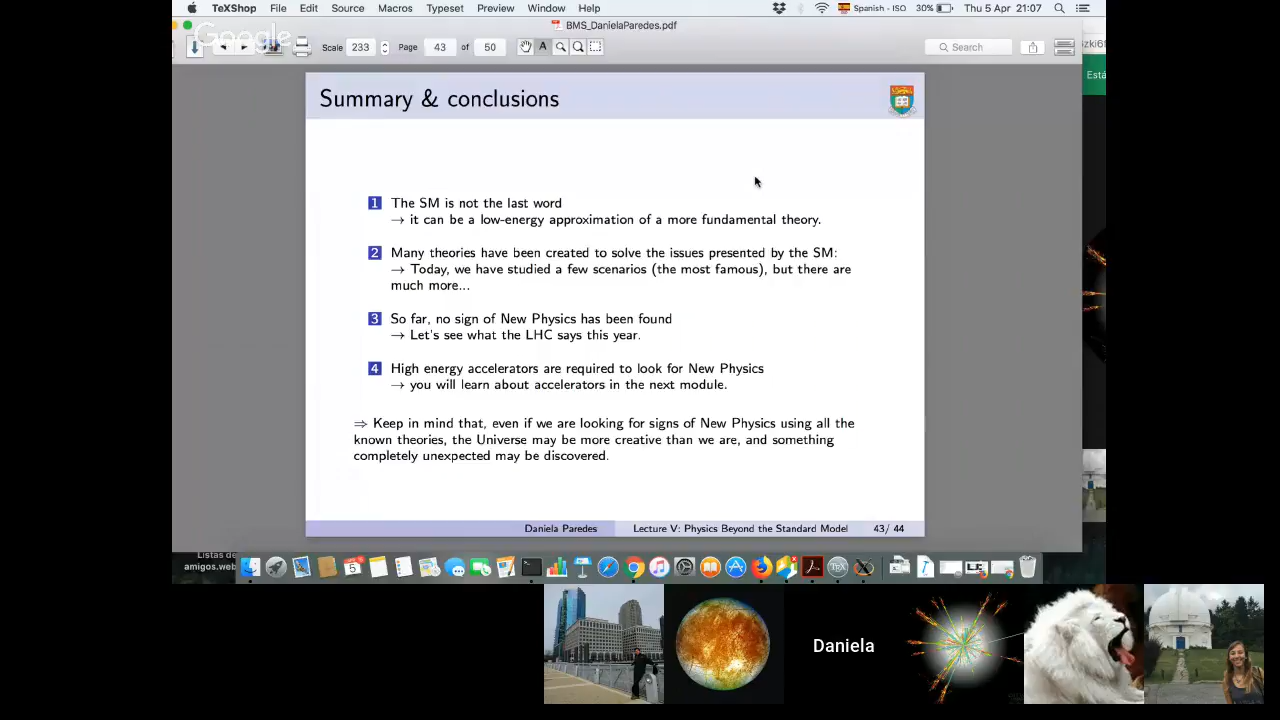 TeXShop File Edit Source Macros Typeset Preview Window Help Spanish - ISO 30% Thu 5 Apr 21:07
BMS_DanielaParedes.pdf
Google
Scale 233 Page 43 of 50 A Search
Está
Summary & conclusions
1 The SM is not the last word
→ it can be a low-energy approximation of a more fundamental theory.
2 Many theories have been created to solve the issues presented by the SM:
→ Today, we have studied a few scenarios (the most famous), but there are
much more...
3 So far, no sign of New Physics has been found
→ Let's see what the LHC says this year.
4 High energy accelerators are required to look for New Physics
→ you will learn about accelerators in the next module.
⇒ Keep in mind that, even if we are looking for signs of New Physics using all the
known theories, the Universe may be more creative than we are, and something
completely unexpected may be discovered.
Daniela Paredes Lecture V: Physics Beyond the Standard Model 43/ 44
Listas de
amigos.web
Daniela